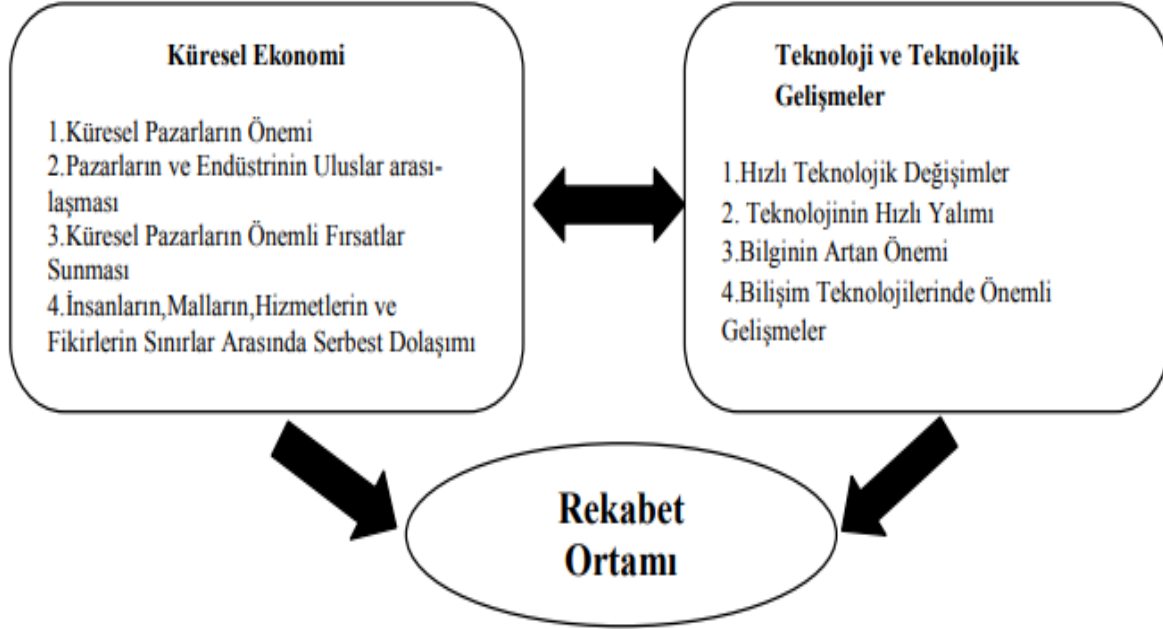 Küresel Ekonomi
1.Küresel Pazarların Önemi
2.Pazarların ve Endüstrinin Uluslar arası-
laşması
3.Küresel Pazarların Önemli Fırsatlar
Sunması
4.İnsanların,Malların,Hizmetlerin ve
Fikirlerin Sınırlar Arasında Serbest Dolaşımı
Teknoloji ve Teknolojik
Gelişmeler
1.Hızlı Teknolojik Değişimler
2. Teknolojinin Hızlı Yalımı
3.Bilginin Artan Önemi
4.Bilişim Teknolojilerinde Önemli
Gelişmeler
Rekabet
Ortamı